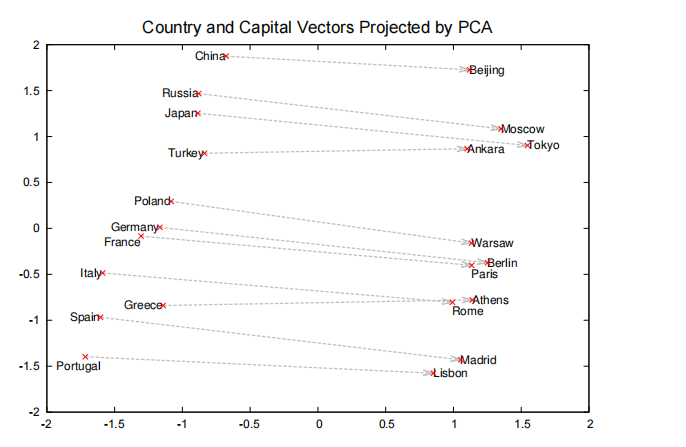 Country and Capital Vectors Projected by PCA
2
China
Beijing
1.5
Russia
Japan
Moscow
1
Tokyo
Turkey
Ankara
0.5
Poland
Germany
0
France
Warsaw
Berlin
-0.5
Italy
Paris
Greece
Athens
Rome
-1
Spain
Madrid
-1.5
Portugal
Lisbon
-2
-2 -1.5 -1 -0.5 0 0.5 1 1.5 2